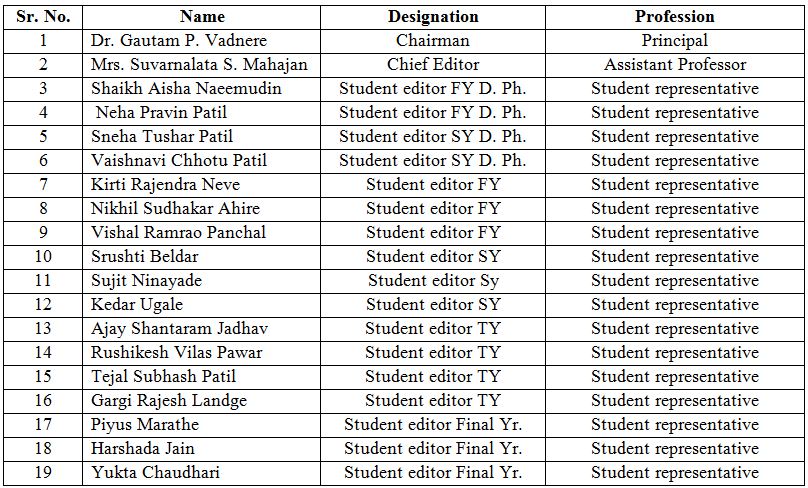 Sr. No. Name Designation Profession
1 Dr. Gautam P. Vadnere Chairman Principal
2 Mrs. Suvarnalata S. Mahajan Chief Editor Assistant Professor
3 Shaikh Aisha Naeemudin Student editor FY D. Ph. Student representative
4 Neha Pravin Patil Student editor FY D. Ph. Student representative
5 Sneha Tushar Patil Student editor SY D. Ph. Student representative
6 Vaishnavi Chhotu Patil Student editor SY D. Ph. Student representative
7 Kirti Rajendra Neve Student editor FY Student representative
8 Nikhil Sudhakar Ahire Student editor FY Student representative
9 Vishal Ramrao Panchal Student editor FY Student representative
10 Srushti Beldar Student editor SY Student representative
11 Sujit Ninayade Student editor Sy Student representative
12 Kedar Ugale Student editor SY Student representative
13 Ajay Shantaram Jadhav Student editor TY Student representative
14 Rushikesh Vilas Pawar Student editor TY Student representative
15 Tejal Subhash Patil Student editor TY Student representative
16 Gargi Rajesh Landge Student editor TY Student representative
17 Piyus Marathe Student editor Final Yr. Student representative
18 Harshada Jain Student editor Final Yr. Student representative
19 Yukta Chaudhari Student editor Final Yr. Student representative